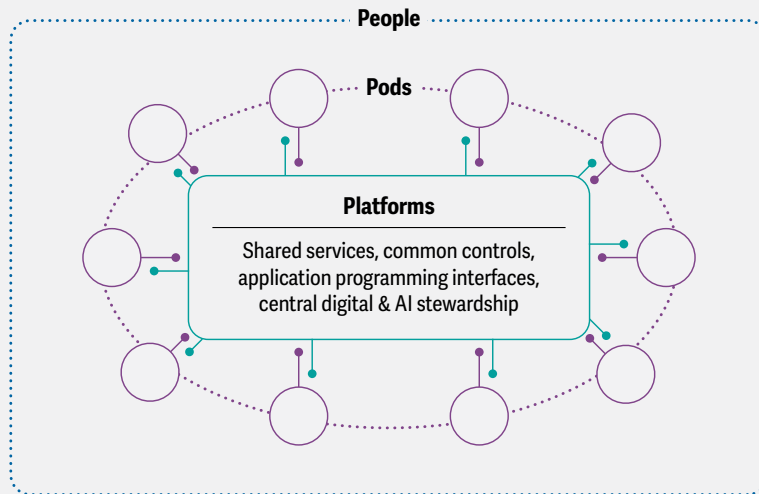 People
Pods
Platforms
Shared services, common controls,
application programming interfaces,
central digital & AI stewardship